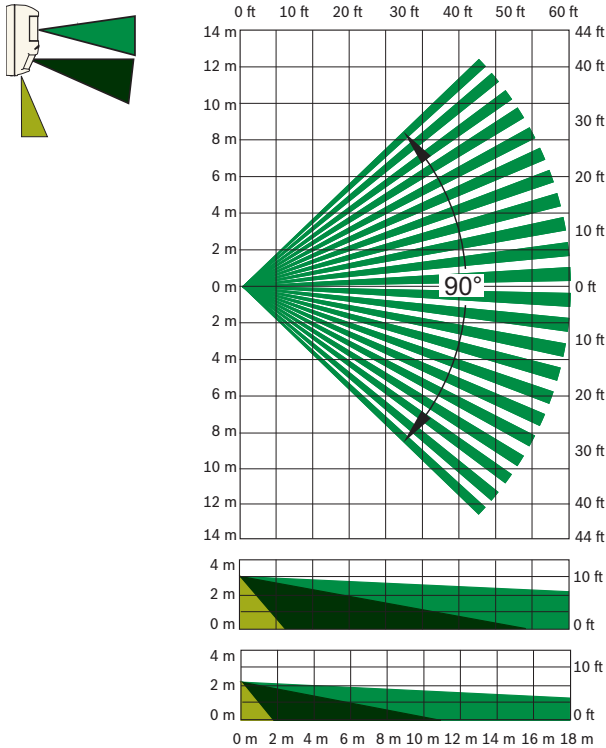 0 ft 10 ft 20 ft 30 ft 40 ft 50 ft 60 ft
14 m 44 ft
12 m 40 ft
10 m 30 ft
8 m
6 m 20 ft
4 m
2 m 10 ft
0 m 90° 0 ft
2 m
4 m 10 ft
6 m 20 ft
8 m 30 ft
10 m
12 m 40 ft
14 m 44 ft
4 m 10 ft
2 m
0 m 0 ft
4 m 10 ft
2 m
0 m 0 ft
0 m 2 m 4 m 6 m 8 m 10 m 12 m 14 m 16 m 18 m